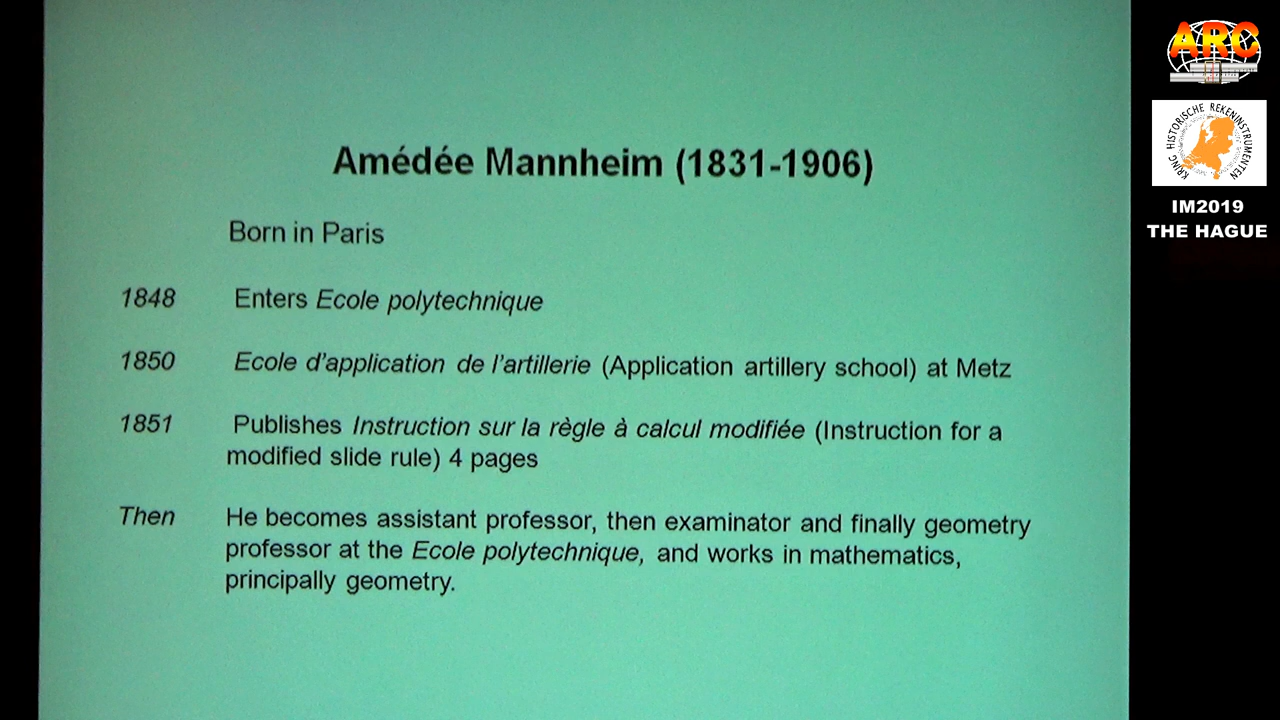 Amédée Mannheim (1831-1906)
Born in Paris
1848 Enters Ecole polytechnique
1850 Ecole d'application de l'artillerie (Application artillery school) at Metz
1851 Publishes Instruction sur la règle à calcul modifiée (Instruction for a
modified slide rule) 4 pages
Then He becomes assistant professor, then examinator and finally geometry
professor at the Ecole polytechnique, and works in mathematics,
principally geometry.
ARC
KRING HISTORISCHE REKENINSTRUMENTEN
IM2019
THE HAGUE